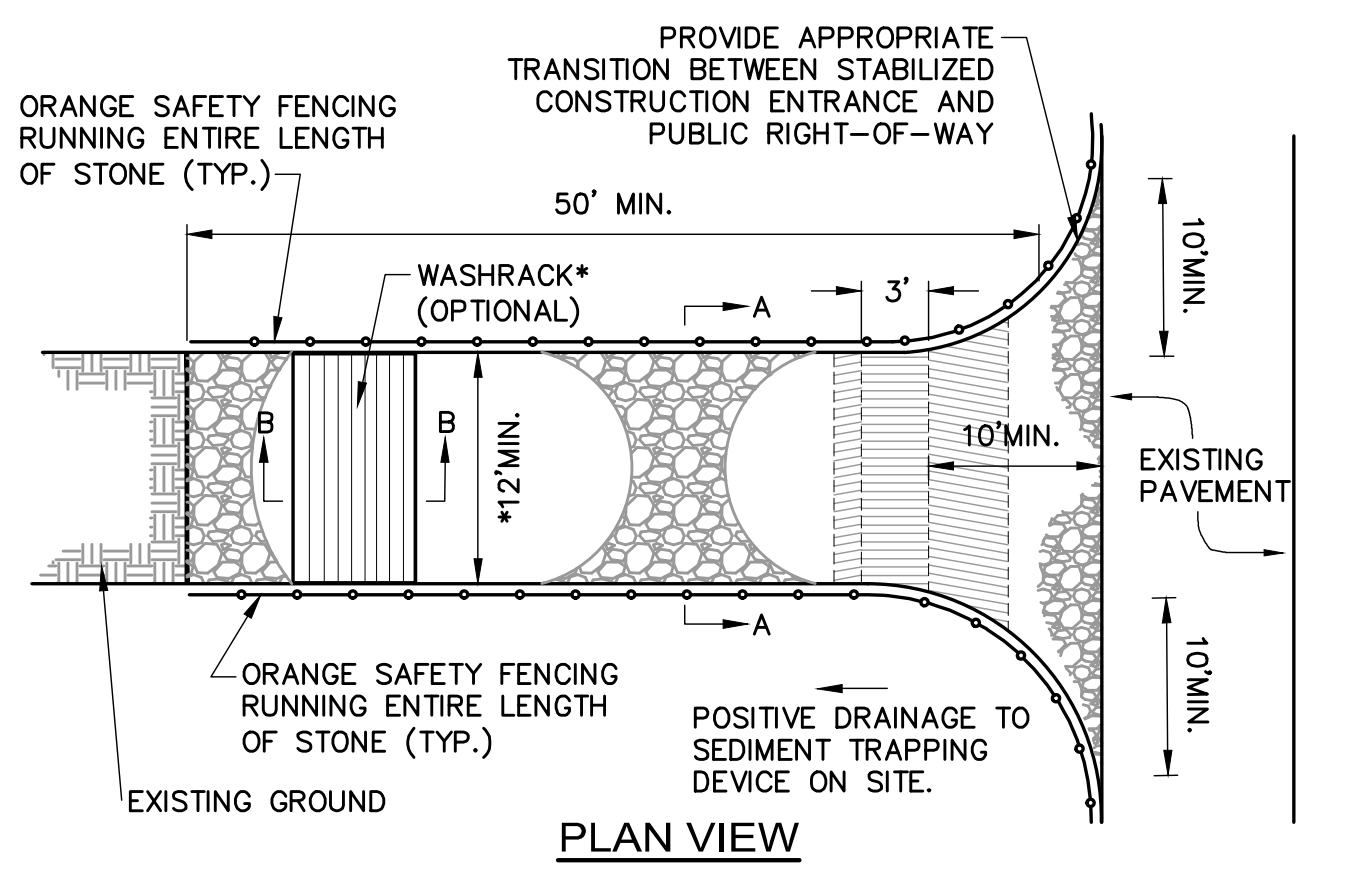 PROVIDE APPROPRIATE
TRANSITION BETWEEN STABILIZED
CONSTRUCTION ENTRANCE AND
PUBLIC RIGHT-OF-WAY
ORANGE SAFETY FENCING
RUNNING ENTIRE LENGTH
OF STONE (TYP.)
50' MIN.
10'MIN.
WASHRACK*
(OPTIONAL)
A
3'
B
B
*12'MIN.
10'MIN.
EXISTING
PAVEMENT
A
10'MIN.
ORANGE SAFETY FENCING
RUNNING ENTIRE LENGTH
OF STONE (TYP.)
POSITIVE DRAINAGE TO
SEDIMENT TRAPPING
DEVICE ON SITE.
EXISTING GROUND
PLAN VIEW